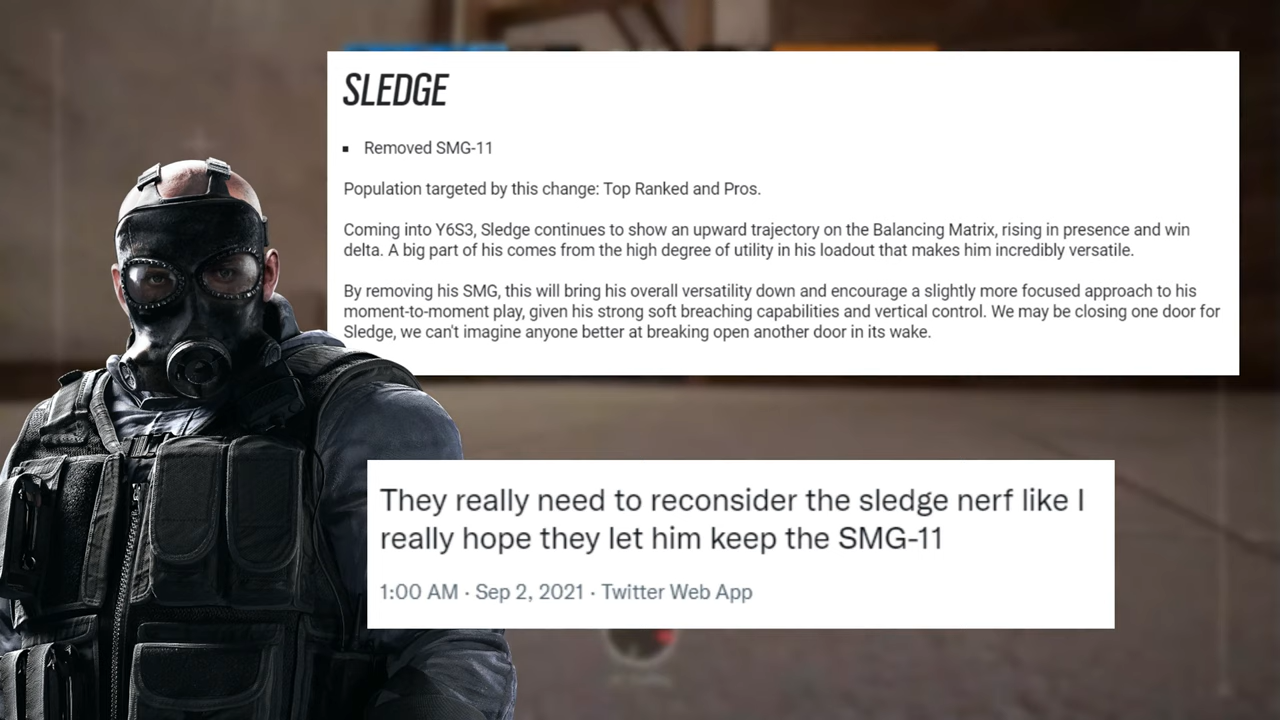 SLEDGE
▪ Removed SMG-11
Population targeted by this change: Top Ranked and Pros.
Coming into Y6S3, Sledge continues to show an upward trajectory on the Balancing Matrix, rising in presence and win
delta. A big part of his comes from the high degree of utility in his loadout that makes him incredibly versatile.
By removing his SMG, this will bring his overall versatility down and encourage a slightly more focused approach to his
moment-to-moment play, given his strong soft breaching capabilities and vertical control. We may be closing one door for
Sledge, we can't imagine anyone better at breaking open another door in its wake.
They really need to reconsider the sledge nerf like I
really hope they let him keep the SMG-11
1:00 AM · Sep 2, 2021 · Twitter Web App